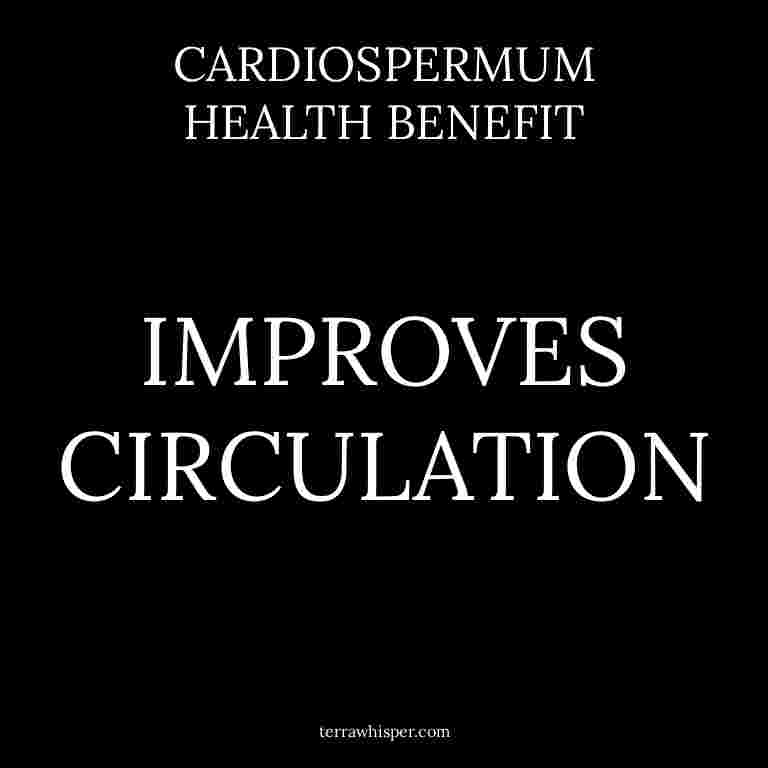 CARDIOSPERMUM
HEALTH BENEFIT
IMPROVES
CIRCULATION
terrawhisper.com